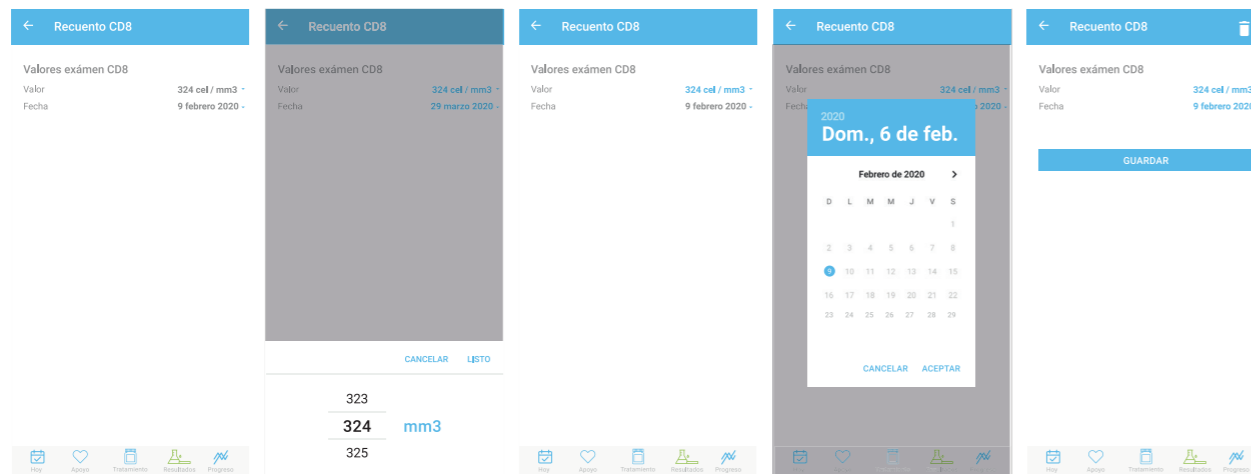 Recuento CD8
Valores exámen CD8
Valor 324 cel / mm3
Fecha 9 febrero 2020
Hoy Apoyo Tratamiento Resultados Progreso
Recuento CD8
Valores exámen CD8
Valor 324 cel / mm3
Fecha 29 marzo 2020
CANCELAR LISTO
323
324 mm3
325
Recuento CD8
Valores exámen CD8
Valor 324 cel / mm3
Fecha 9 febrero 2020
Hoy Apoyo Tratamiento Resultados Progreso
Recuento CD8
Valores exámen CD8
Valor 324 cel / mm3
Fecha 2020
2020
Dom., 6 de feb.
Febrero de 2020
D L M M J V S
1
2 3 4 5 6 7 8
9 10 11 12 13 14 15
16 17 18 19 20 21 22
23 24 25 26 27 28 29
CANCELAR ACEPTAR
Hoy
Recuento CD8
Valores exámen CD8
Valor 324 cel / mm3
Fecha 9 febrero 2020
GUARDAR
Hoy Apoyo Tratamiento Resultados Progreso